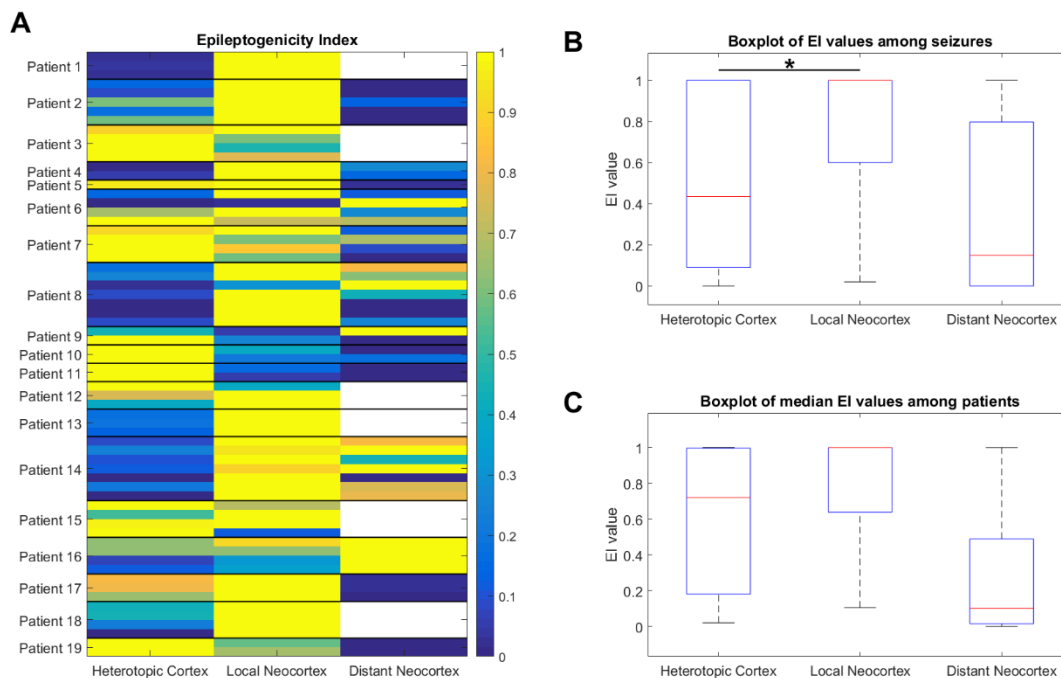 A
Epileptogenicity Index
Patient 1
Patient 2
Patient 3
Patient 4
Patient 5
Patient 6
Patient 7
Patient 8
Patient 9
Patient 10
Patient 11
Patient 12
Patient 13
Patient 14
Patient 15
Patient 16
Patient 17
Patient 18
Patient 19
Heterotopic Cortex Local Neocortex Distant Neocortex
1
0.9
0.8
0.7
0.6
0.5
0.4
0.3
0.2
0.1
0
B
Boxplot of EI values among seizures
*
EI value
1
0.8
0.6
0.4
0.2
0
Heterotopic Cortex Local Neocortex Distant Neocortex
C
Boxplot of median EI values among patients
EI value
1
0.8
0.6
0.4
0.2
0
Heterotopic Cortex Local Neocortex Distant Neocortex